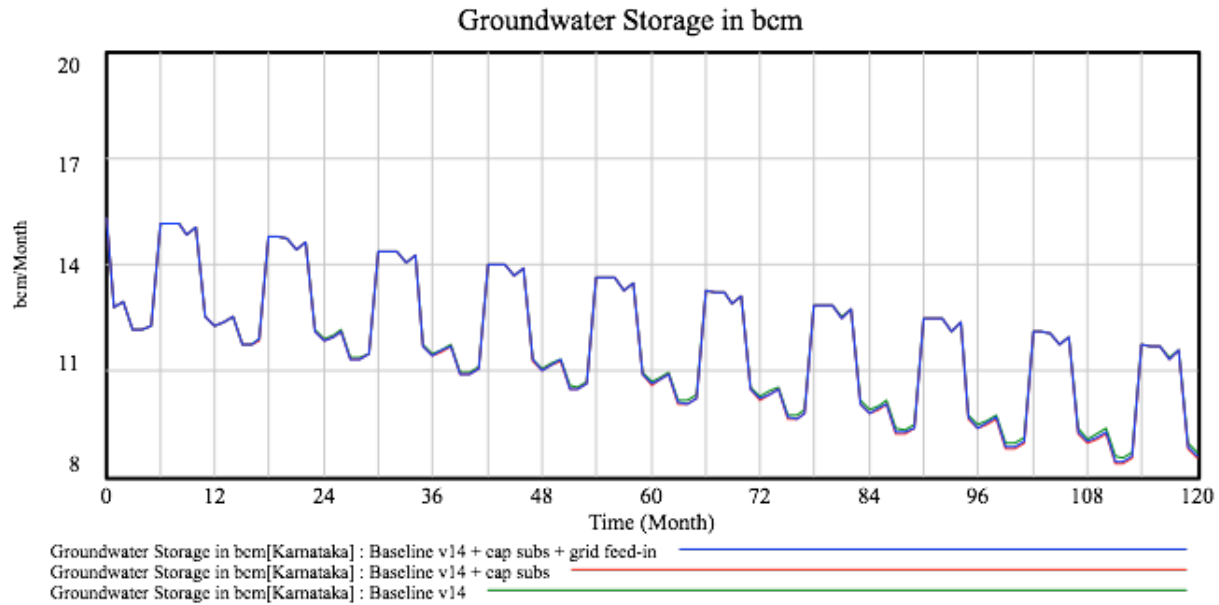 Groundwater Storage in bcm
20
17
14
11
8
bcm/Month
0 12 24 36 48 60 72 84 96 108 120
Time (Month)
Groundwater Storage in bcm[Karnataka] : Baseline v14 + cap subs + grid feed-in
Groundwater Storage in bcm[Karnataka] : Baseline v14 + cap subs
Groundwater Storage in bcm[Karnataka] : Baseline v14